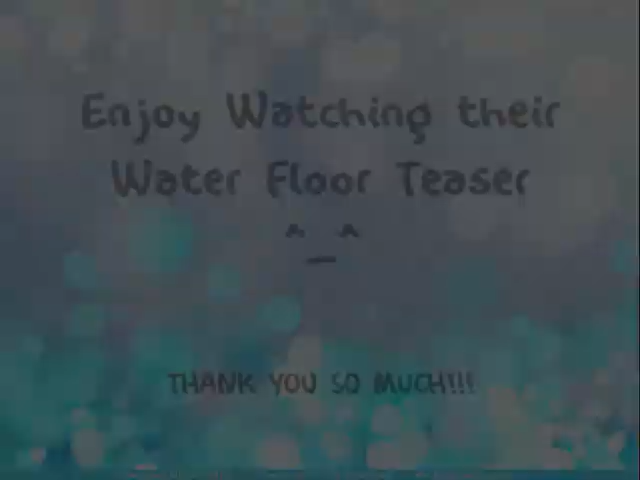 Enjoy Watching their
Water Floor Teaser
^_^
THANK YOU SO MUCH!!!